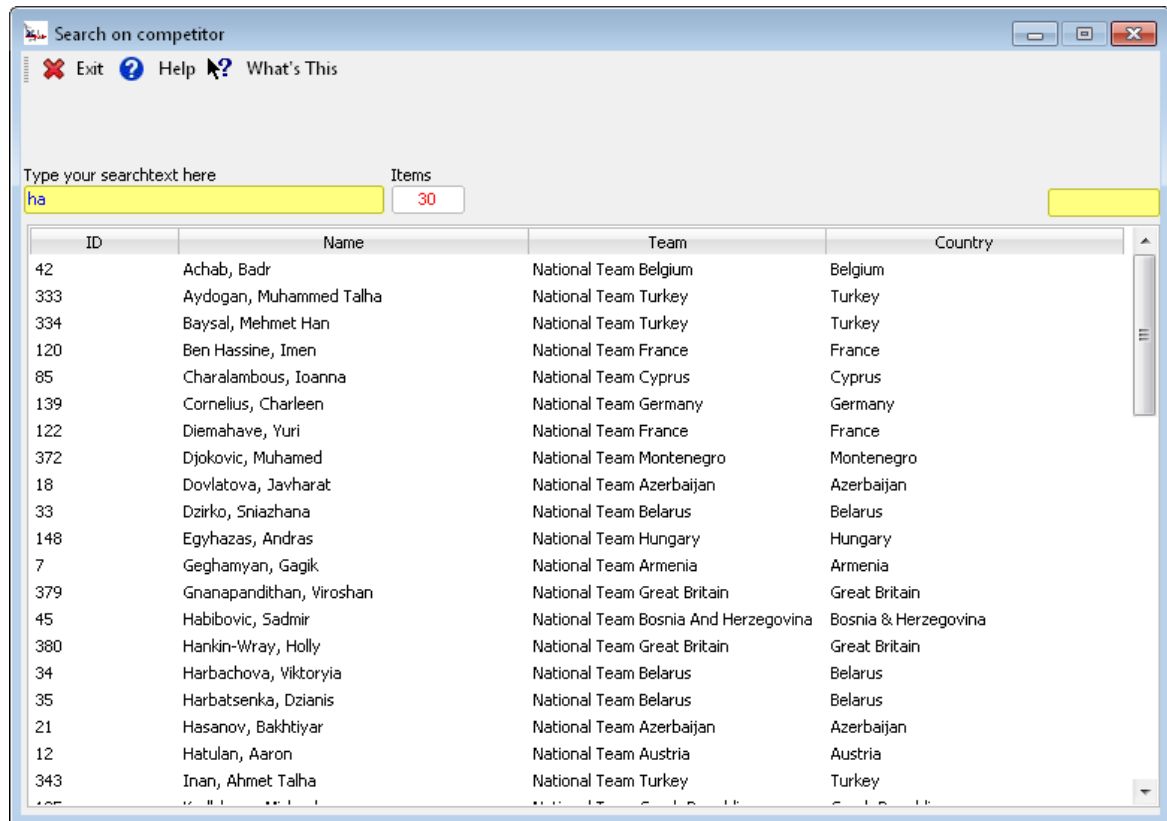 Search on competitor
Exit Help What's This
Type your searchtext here Items
ha 30
ID Name Team Country
42 Achab, Badr National Team Belgium Belgium
333 Aydogan, Muhammed Talha National Team Turkey Turkey
334 Baysal, Mehmet Han National Team Turkey Turkey
120 Ben Hassine, Imen National Team France France
85 Charalambous, Ioanna National Team Cyprus Cyprus
139 Cornelius, Charleen National Team Germany Germany
122 Diemahave, Yuri National Team France France
372 Djokovic, Muhamed National Team Montenegro Montenegro
18 Dovlatova, Javharat National Team Azerbaijan Azerbaijan
33 Dzirko, Sniazhana National Team Belarus Belarus
148 Egyhazas, Andras National Team Hungary Hungary
7 Geghamyan, Gagik National Team Armenia Armenia
379 Gnanapandithan, Viroshan National Team Great Britain Great Britain
45 Habibovic, Sadmir National Team Bosnia And Herzegovina Bosnia & Herzegovina
380 Hankin-Wray, Holly National Team Great Britain Great Britain
34 Harbachova, Viktoryia National Team Belarus Belarus
35 Harbatsenka, Dzianis National Team Belarus Belarus
21 Hasanov, Bakhtiyar National Team Azerbaijan Azerbaijan
12 Hatulan, Aaron National Team Austria Austria
343 Inan, Ahmet Talha National Team Turkey Turkey